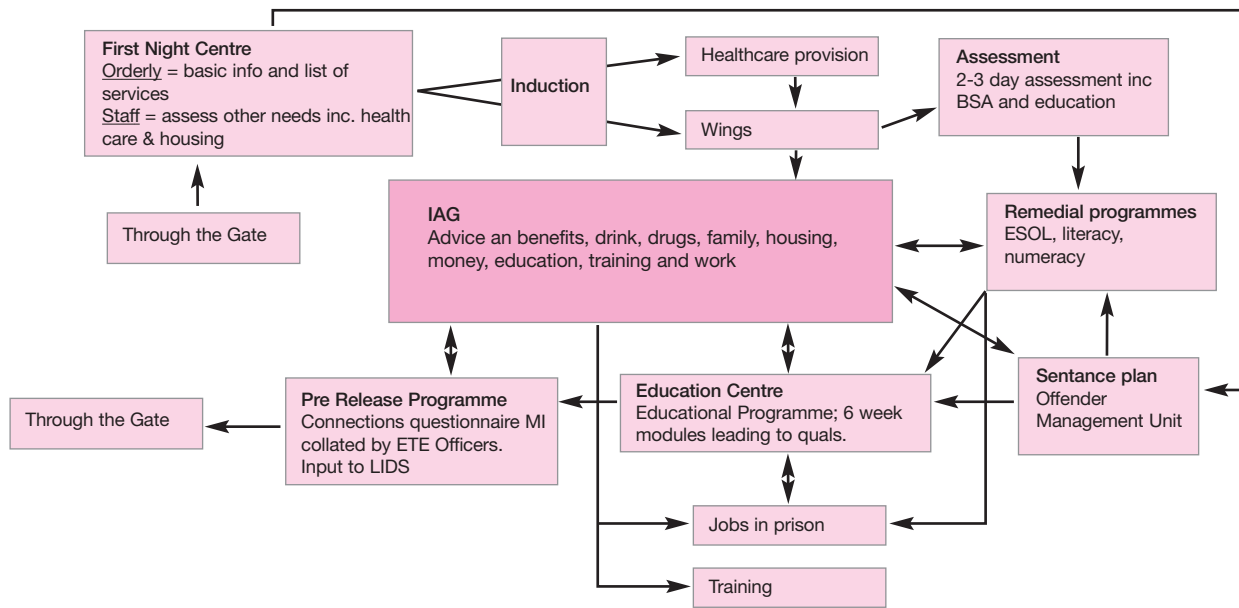 First Night Centre
Orderly = basic info and list of
services
Staff = assess other needs inc. health
care & housing
Induction
Healthcare provision
Wings
Assessment
2-3 day assessment inc
BSA and education
Through the Gate
IAG
Advice an benefits, drink, drugs, family, housing,
money, education, training and work
Remedial programmes
ESOL, literacy,
numeracy
Through the Gate
Pre Release Programme
Connections questionnaire MI
collated by ETE Officers.
Input to LIDS
Education Centre
Educational Programme; 6 week
modules leading to quals.
Sentance plan
Offender
Management Unit
Jobs in prison
Training